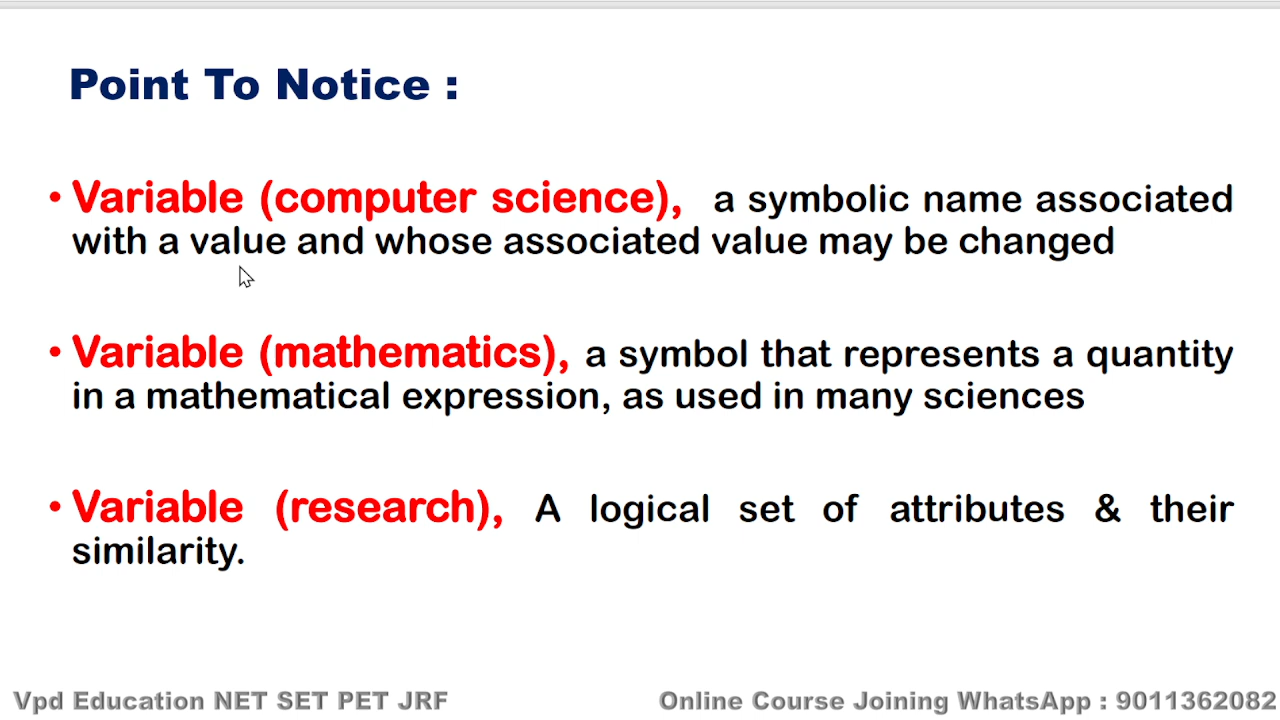 Point To Notice :
• Variable (computer science), a symbolic name associated
with a value and whose associated value may be changed
• Variable (mathematics), a symbol that represents a quantity
in a mathematical expression, as used in many sciences
• Variable (research), A logical set of attributes & their
similarity.
Vpd Education NET SET PET JRF
Online Course Joining WhatsApp : 9011362082